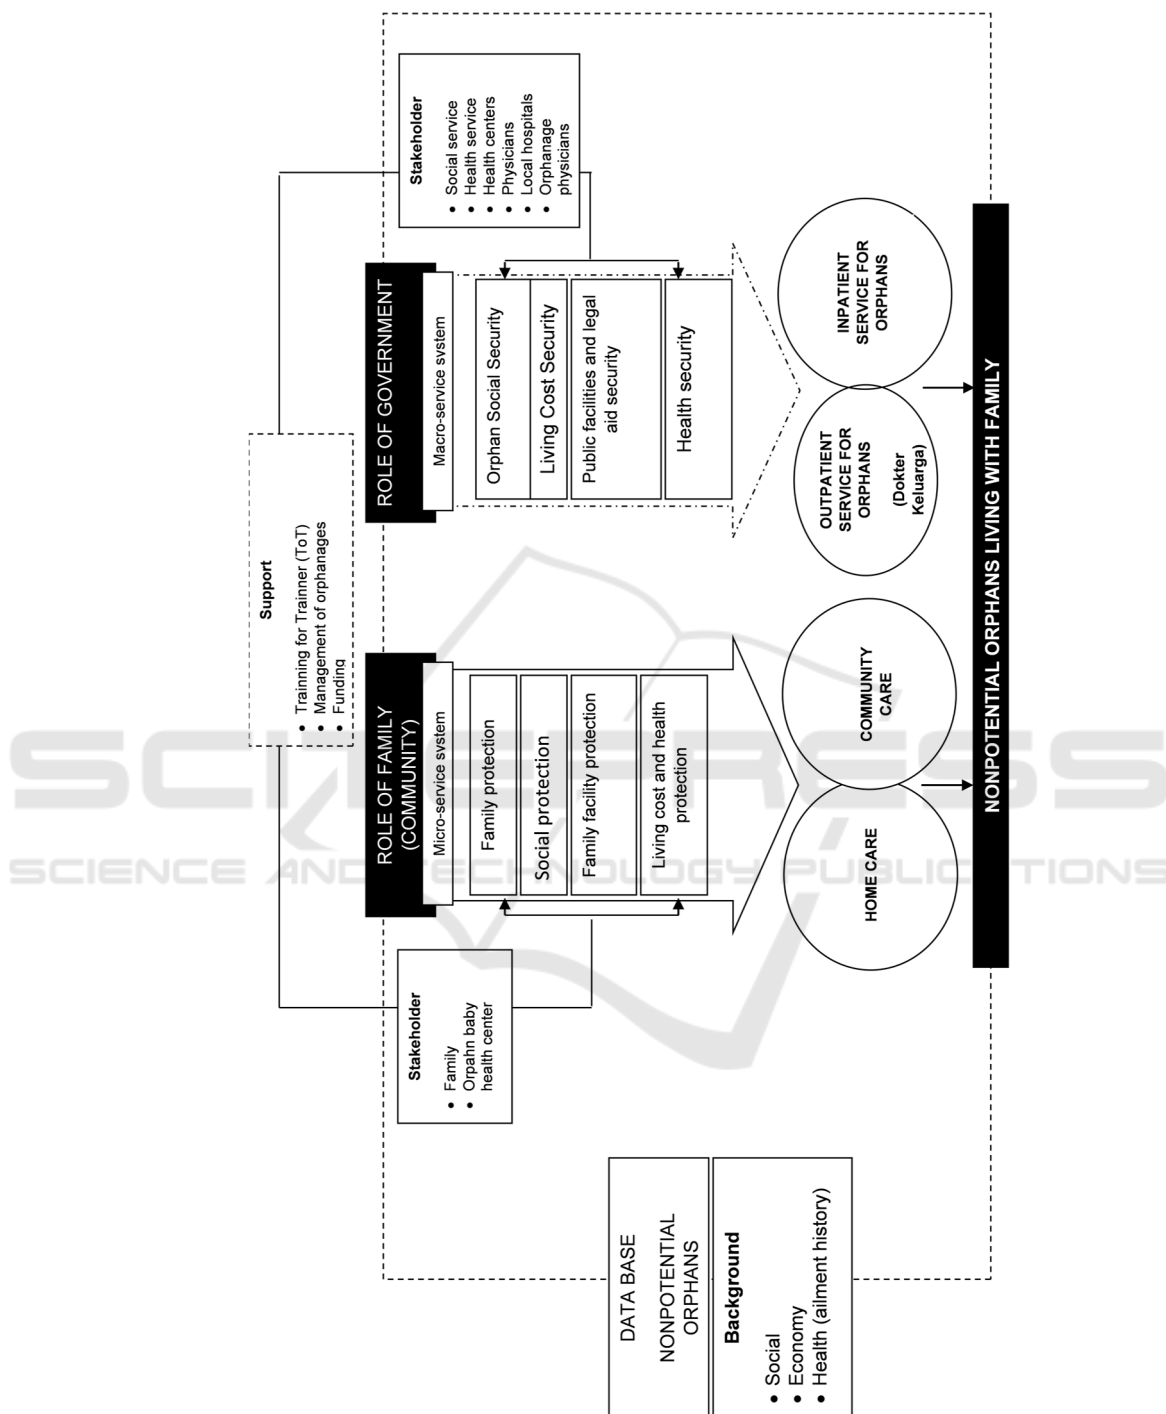 Support
• Trainning for Trainner (ToT)
• Management of orphanages
• Funding
Stakeholder
• Family
• Orpahn baby
health center
ROLE OF FAMILY
(COMMUNITY)
Micro-service system
Family protection
Social protection
Family facility protection
Living cost and health
protection
HOME CARE
COMMUNITY
CARE
ROLE OF GOVERNMENT
Macro-service system
Orphan Social Security
Living Cost Security
Public facilities and legal
aid security
Health security
OUTPATIENT
SERVICE FOR
ORPHANS
(Dokter
Keluarga)
INPATIENT
SERVICE FOR
ORPHANS
Stakeholder
• Social service
• Health service
• Health centers
• Physicians
• Local hospitals
• Orphanage
physicians
DATA BASE
NONPOTENTIAL
ORPHANS
Background
• Social
• Economy
• Health (ailment history)
NONPOTENTIAL ORPHANS LIVING WITH FAMILY
SCITEPRESS
SCIENCE AND TECHNOLOGY PUBLICATIONS